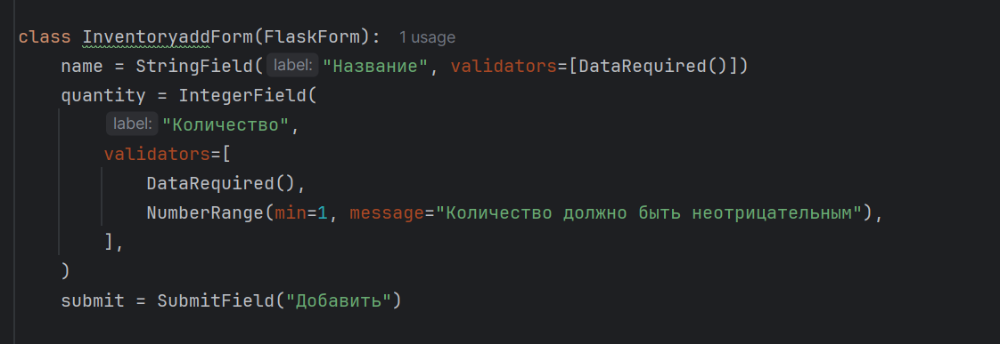 class InventoryaddForm(FlaskForm): 1 usage
name = StringField( label: "Название", validators=[DataRequired()])
quantity = IntegerField(
label: "Количество",
validators=[
DataRequired(),
NumberRange(min=1, message="Количество должно быть неотрицательным"),
],
)
submit = SubmitField("Добавить")